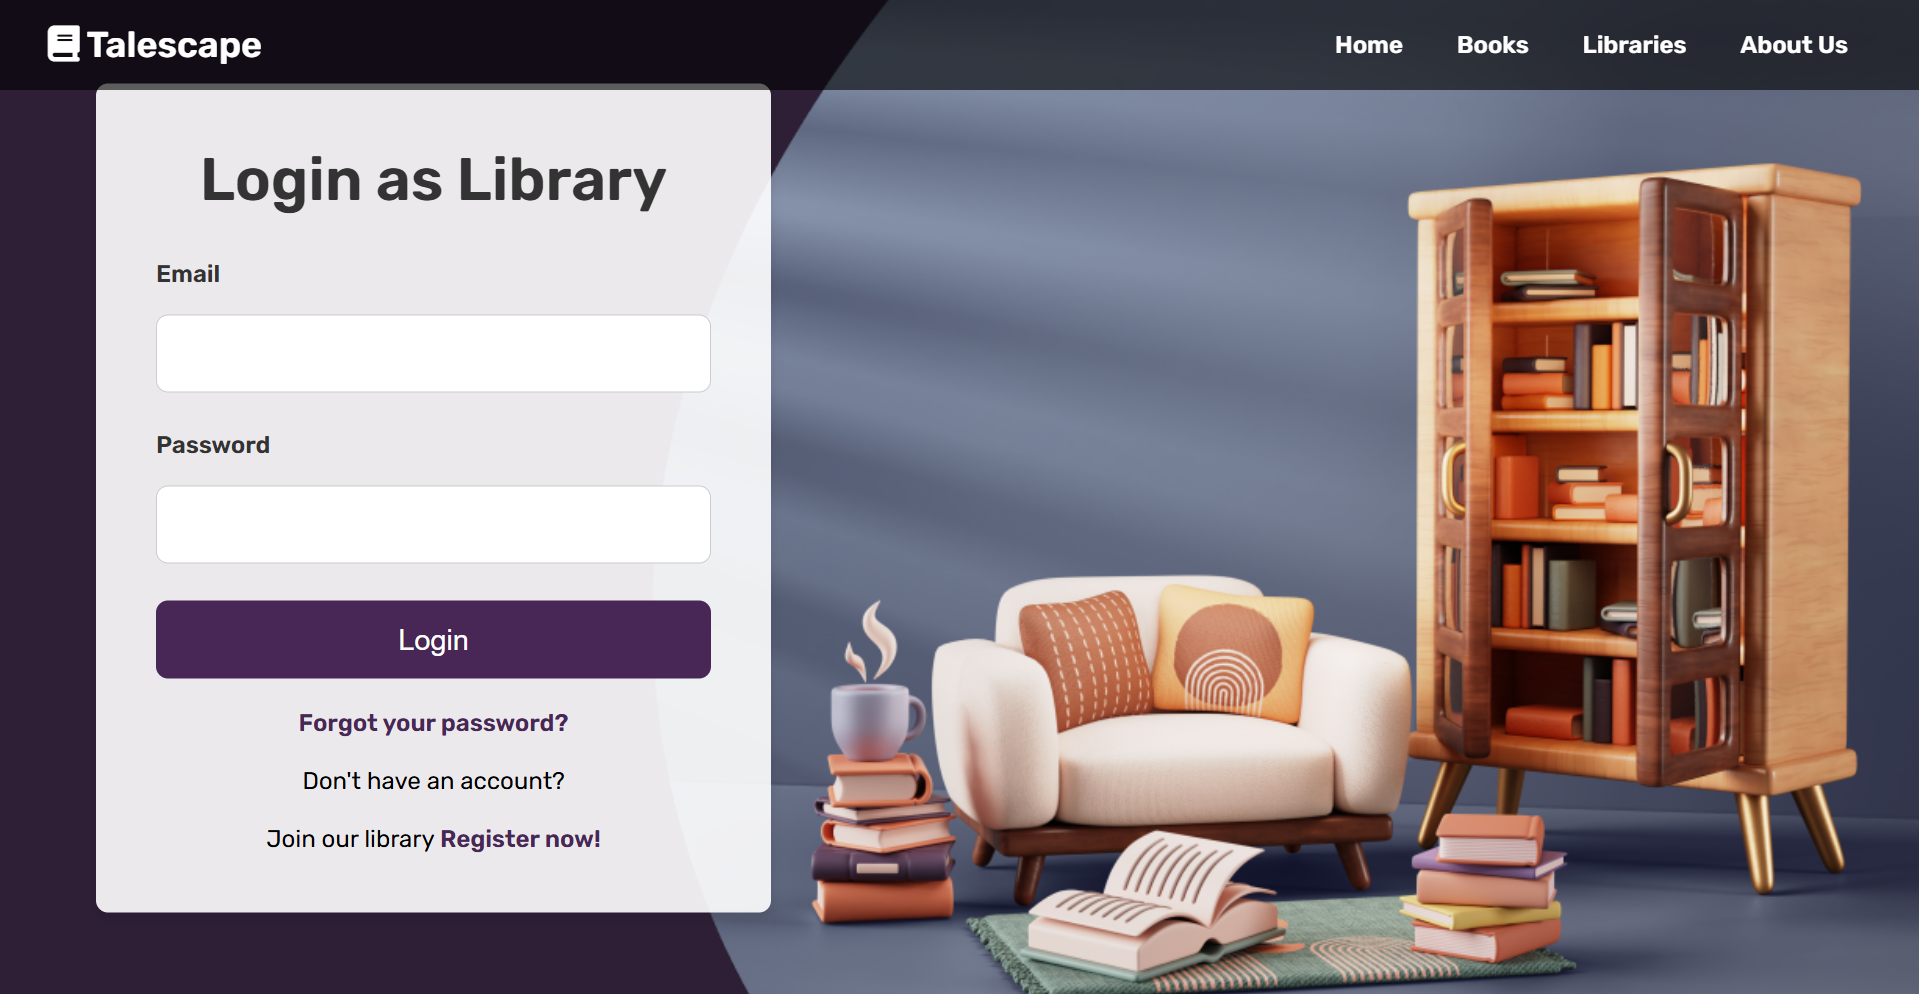 Talescape
Home Books Libraries About Us
Login as Library
Email
Password
Login
Forgot your password?
Don't have an account?
Join our library Register now!